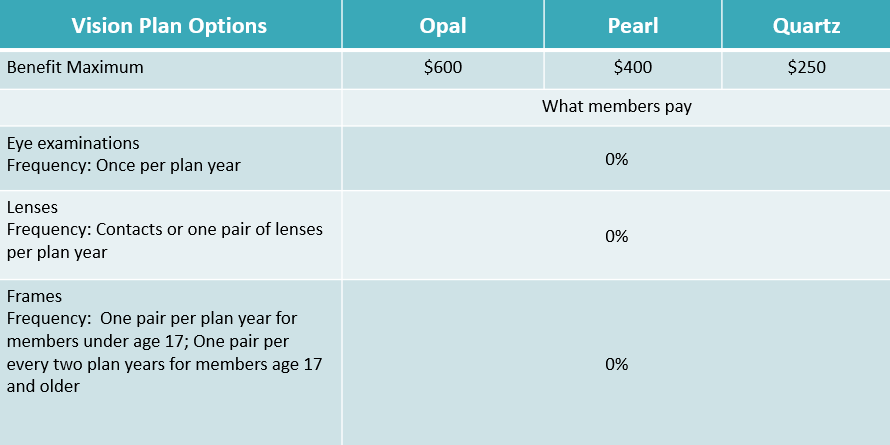 Vision Plan Options Opal Pearl Quartz
Benefit Maximum $600 $400 $250
What members pay
Eye examinations
Frequency: Once per plan year
0%
Lenses
Frequency: Contacts or one pair of lenses
per plan year
0%
Frames
Frequency:  One pair per plan year for
members under age 17; One pair per
every two plan years for members age 17
and older
0%